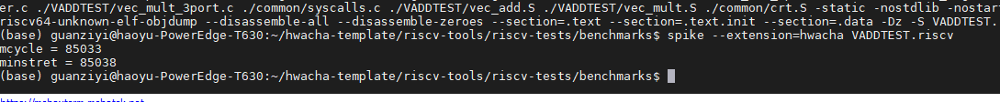 er.c ./VADDTEST/vec_mult_3port.c ./common/syscalls.c ./VADDTEST/vec_add.S ./VADDTEST/vec_mult.S ./common/crt.S -static -nostdlib -nostar
riscv64-unknown-elf-objdump --disassemble-all --disassemble-zeroes --section=.text --section=.text.init --section=.data -Dz -S VADDTEST.
(base) guanziyi@haoyu-PowerEdge-T630:~/hwacha-template/riscv-tools/riscv-tests/benchmarks$ spike --extension=hwacha VADDTEST.riscv
mcycle = 85033
minstret = 85038
(base) guanziyi@haoyu-PowerEdge-T630:~/hwacha-template/riscv-tools/riscv-tests/benchmarks$